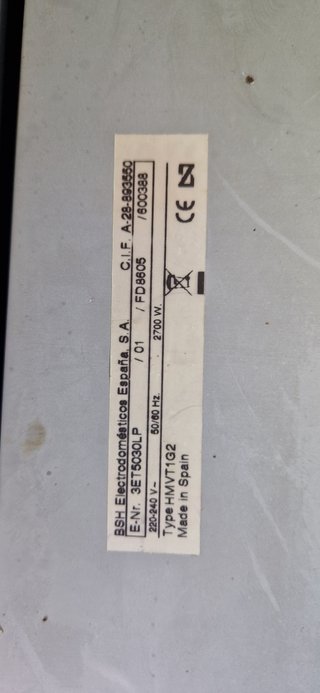 BSH Electrodomésticos España, S.A. C.I.F. A-28-893550
E-Nr. 3ET5030LP /01 / FD8605 /600388
220-240 V~ 50/60 Hz. 2700 W.
Type HMVT1G2
Made in Spain
CE